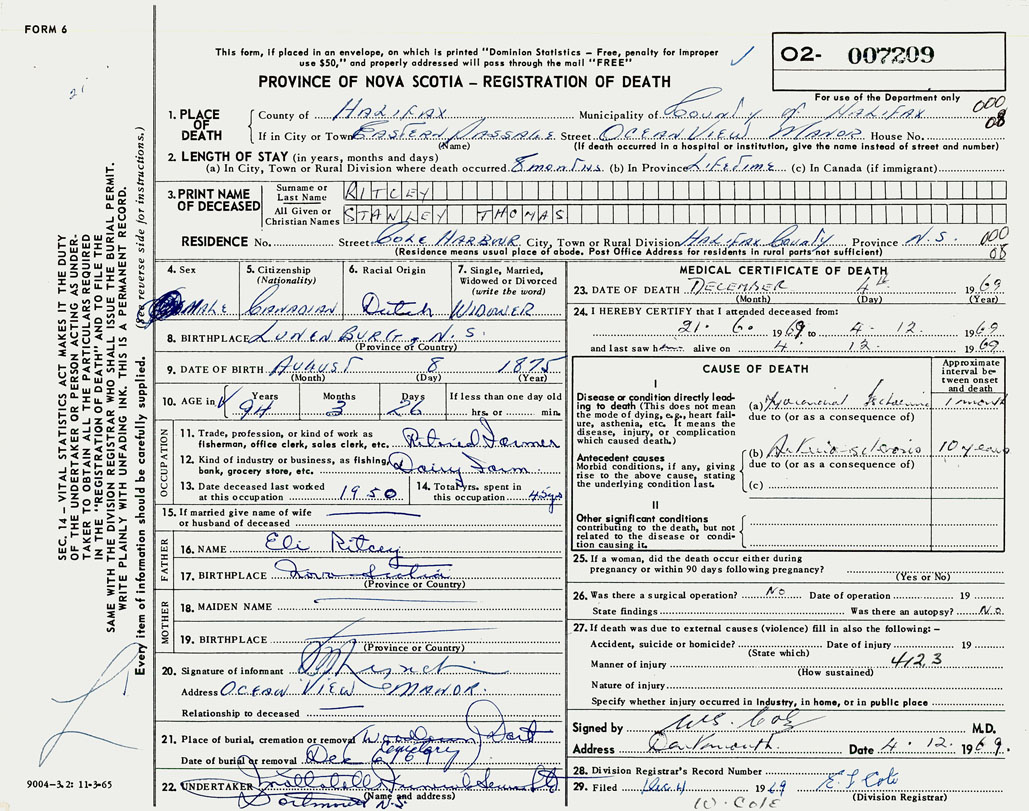 FORM 6
This form, if placed in an envelope, on which is printed "Dominion Statistics – Free, penalty for improper
use $50," and properly addressed will pass through the mail "FREE"
PROVINCE OF NOVA SCOTIA – REGISTRATION OF DEATH
02- 007209
For use of the Department only
000
08
1. PLACE OF DEATH
County of HALIFAX Municipality of County of HALIFAX
If in City or Town EASTERN PASSAGE Street OCEAN VIEW MANOR House No.
(Name) (If death occurred in a hospital or institution, give the name instead of street and number)
2. LENGTH OF STAY (in years, months and days)
(a) In City, Town or Rural Division where death occurred 8 months (b) In Province LIFETIME (c) In Canada (if immigrant)
3. PRINT NAME OF DECEASED
Surname or Last Name RITCEY
All Given or Christian Names STANLEY THOMAS
RESIDENCE No. Street COLE HARBOUR City, Town or Rural Division HALIFAX County Province N.S.
000
08
(Residence means usual place of abode. Post Office Address for residents in rural parts not sufficient)
4. Sex MALE
5. Citizenship (Nationality) CANADIAN
6. Racial Origin Dutch
7. Single, Married, Widowed or Divorced (write the word) WIDOWER
8. BIRTHPLACE LUNENBURG, N.S.
(Province or Country)
9. DATE OF BIRTH AUGUST 8 1875
(Month) (Day) (Year)
10. AGE in Years 94 Months 3 Days 26 If less than one day old hrs. or min.
OCCUPATION
11. Trade, profession, or kind of work as fisherman, office clerk, sales clerk, etc. Retired Farmer
12. Kind of industry or business, as fishing, bank, grocery store, etc. Dairy Farm
13. Date deceased last worked at this occupation 1950
14. Total yrs. spent in this occupation 45 yrs
15. If married give name of wife or husband of deceased
FATHER
16. NAME Eli Ritcey
17. BIRTHPLACE Nova Scotia
(Province or Country)
MOTHER
18. MAIDEN NAME
19. BIRTHPLACE
(Province or Country)
20. Signature of informant
Address OCEAN VIEW MANOR.
Relationship to deceased
21. Place of burial, cremation or removal Woodlawn Dart
Cemetery
Date of burial or removal Dec 6 69
22. UNDERTAKER
(Name and address)
Dartmouth N.S.
MEDICAL CERTIFICATE OF DEATH
23. DATE OF DEATH DECEMBER 4th 1969
(Month) (Day) (Year)
24. I HEREBY CERTIFY that I attended deceased from:
21. 6. 1969 to 4. 12. 1969
and last saw him alive on 4. 12. 1969
CAUSE OF DEATH
Approximate interval between onset and death
I
Disease or condition directly leading to death (This does not mean the mode of dying, e.g., heart failure, asthenia, etc. It means the disease, injury, or complication which caused death.)
(a) Myocardial Ischaemia 1 month
due to (or as a consequence of)
Antecedent causes
Morbid conditions, if any, giving rise to the above cause, stating the underlying condition last.
(b) Arteriosclerosis 10 years
due to (or as a consequence of)
(c)
II
Other significant conditions
contributing to the death, but not related to the disease or condition causing it.
25. If a woman, did the death occur either during
pregnancy or within 90 days following pregnancy?
(Yes or No)
26. Was there a surgical operation? No Date of operation 19
State findings Was there an autopsy? No
27. If death was due to external causes (violence) fill in also the following: –
Accident, suicide or homicide? Date of injury 19
(State which)
Manner of injury 4123
(How sustained)
Nature of injury
Specify whether injury occurred in Industry, in home, or in public place
Signed by W.S. Cole M.D.
Address Dartmouth. Date 4. 12. 1969.
28. Division Registrar's Record Number
29. Filed Dec. 4 1969 E L Cole
(Division Registrar)
W. COLE
SEC. 14 – VITAL STATISTICS ACT MAKES IT THE DUTY
OF THE UNDERTAKER OR PERSON ACTING AS UNDER-
TAKER TO OBTAIN ALL THE PARTICULARS REQUIRED
IN THE "REGISTRATION OF DEATH" AND TO FILE THE
SAME WITH THE DIVISION REGISTRAR WHO SHALL ISSUE THE BURIAL PERMIT.
WRITE PLAINLY WITH UNFADING INK. THIS IS A PERMANENT RECORD.
Every item of information should be carefully supplied. (See reverse side for instructions.)
9004-3.2: 11-3-65